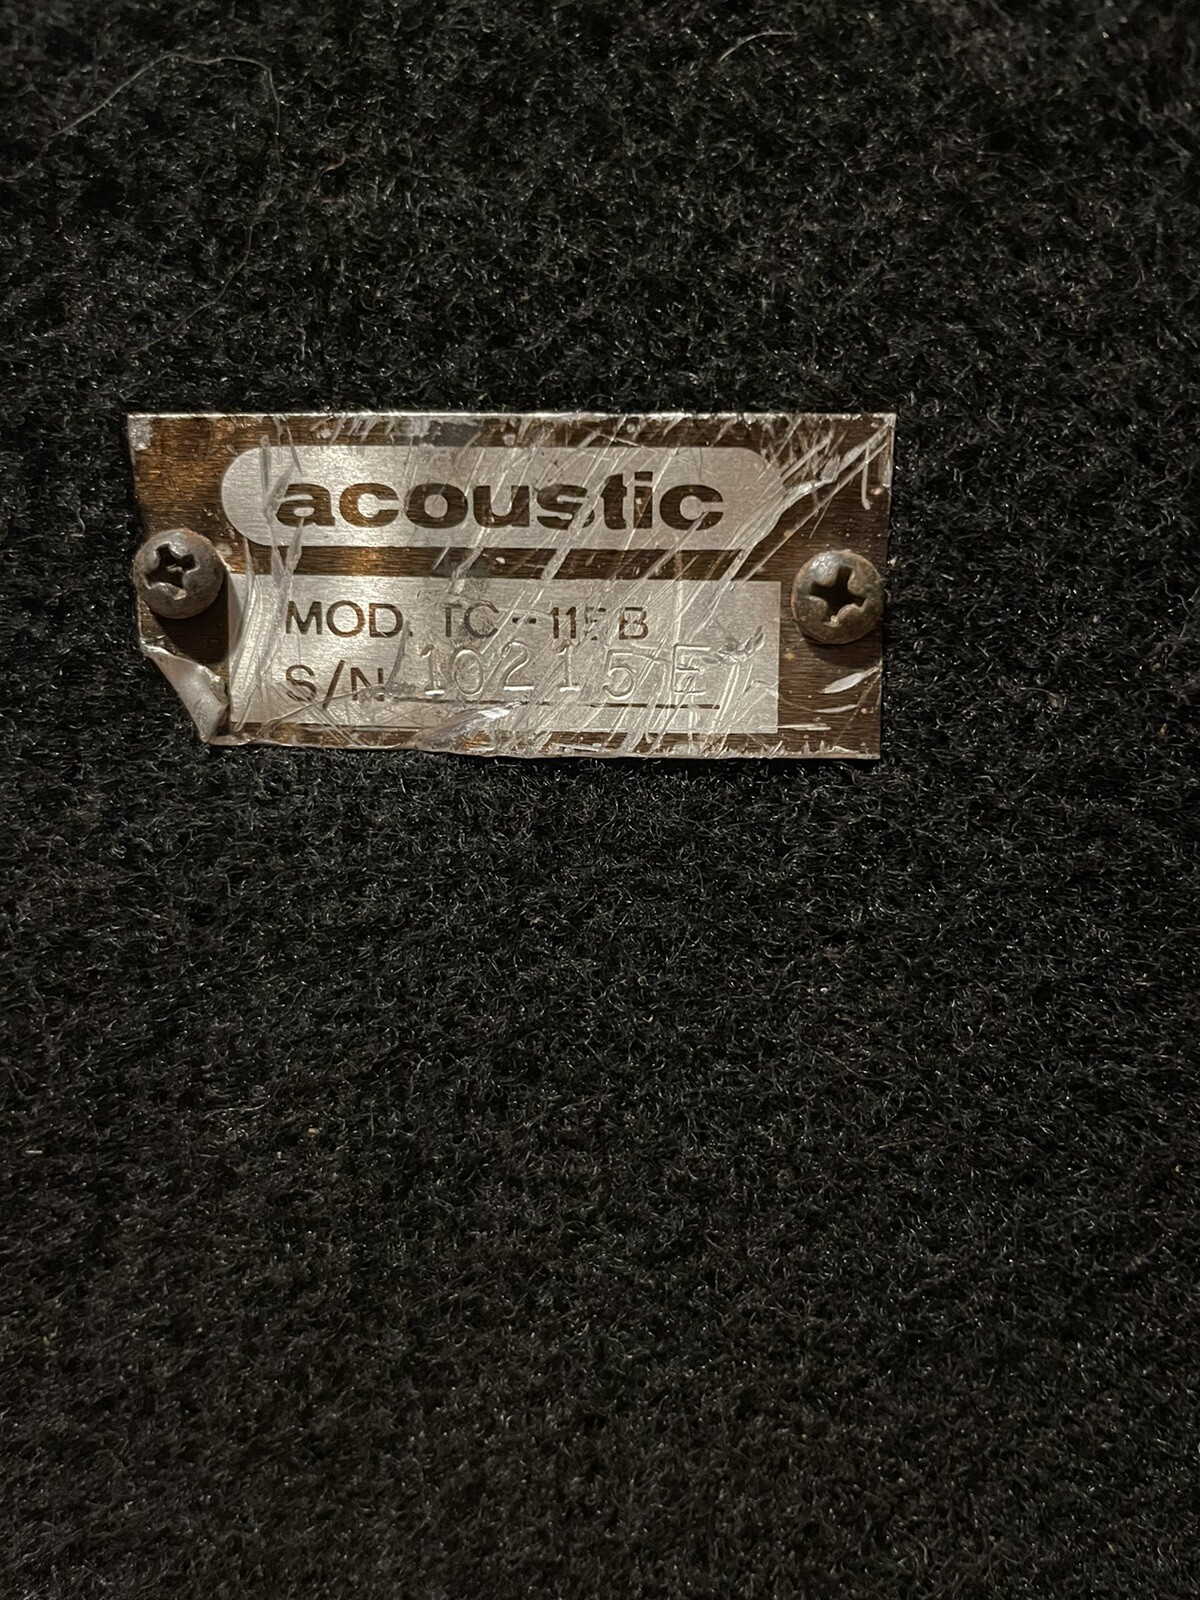 acoustic
MOD. TC-115B
S/N 10215E